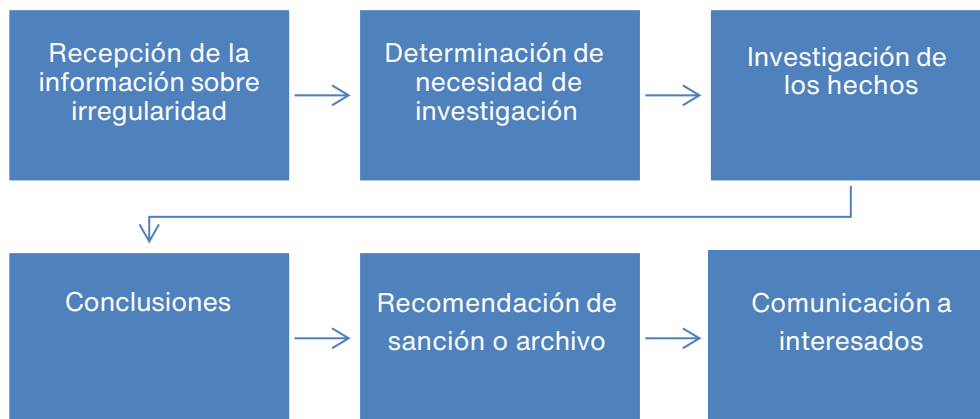 Recepción de la
información sobre
irregularidad
Determinación de
necesidad de
investigación
Investigación de
los hechos
Conclusiones
Recomendación de
sanción o archivo
Comunicación a
interesados